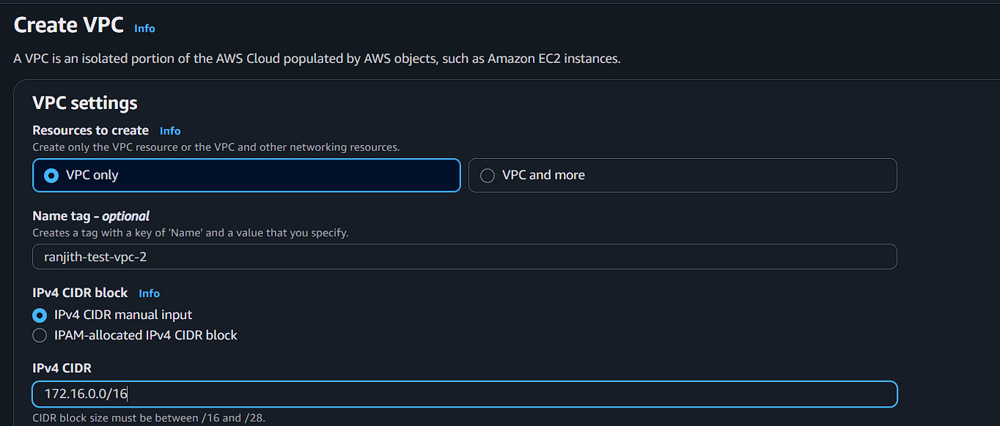 Create VPC Info
A VPC is an isolated portion of the AWS Cloud populated by AWS objects, such as Amazon EC2 instances.
VPC settings
Resources to create Info
Create only the VPC resource or the VPC and other networking resources.
VPC only
VPC and more
Name tag - optional
Creates a tag with a key of 'Name' and a value that you specify.
ranjith-test-vpc-2
IPv4 CIDR block Info
IPv4 CIDR manual input
IPAM-allocated IPv4 CIDR block
IPv4 CIDR
172.16.0.0/16
CIDR block size must be between /16 and /28.